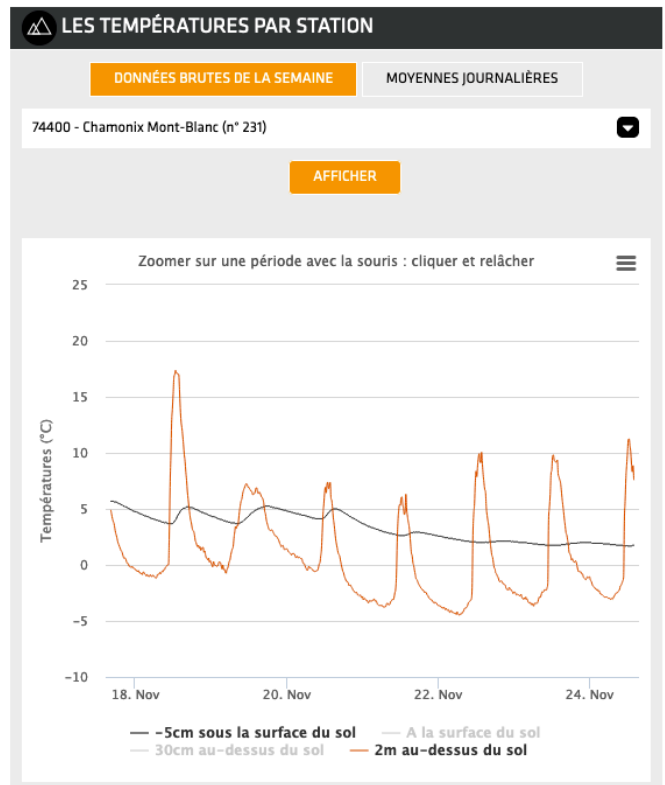 LES TEMPÉRATURES PAR STATION
DONNÉES BRUTES DE LA SEMAINE
MOYENNES JOURNALIÈRES
74400 - Chamonix Mont-Blanc (n° 231)
AFFICHER
Zoomer sur une période avec la souris : cliquer et relâcher
Températures (°C)
25
20
15
10
5
0
-5
-10
18. Nov
20. Nov
22. Nov
24. Nov
-5cm sous la surface du sol
A la surface du sol
30cm au-dessus du sol
2m au-dessus du sol